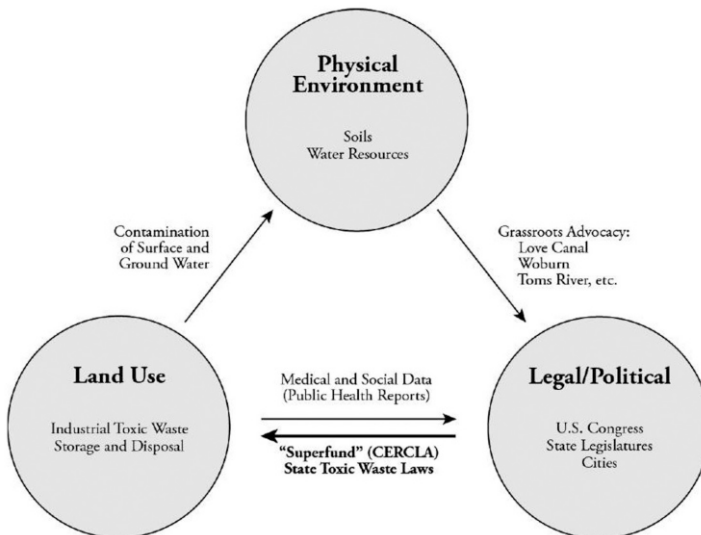 Physical
Environment
Soils
Water Resources
Contamination
of Surface and
Ground Water
Grassroots Advocacy:
Love Canal
Woburn
Toms River, etc.
Land Use
Industrial Toxic Waste
Storage and Disposal
Medical and Social Data
(Public Health Reports)
“Superfund” (CERCLA)
State Toxic Waste Laws
Legal/Political
U.S. Congress
State Legislatures
Cities